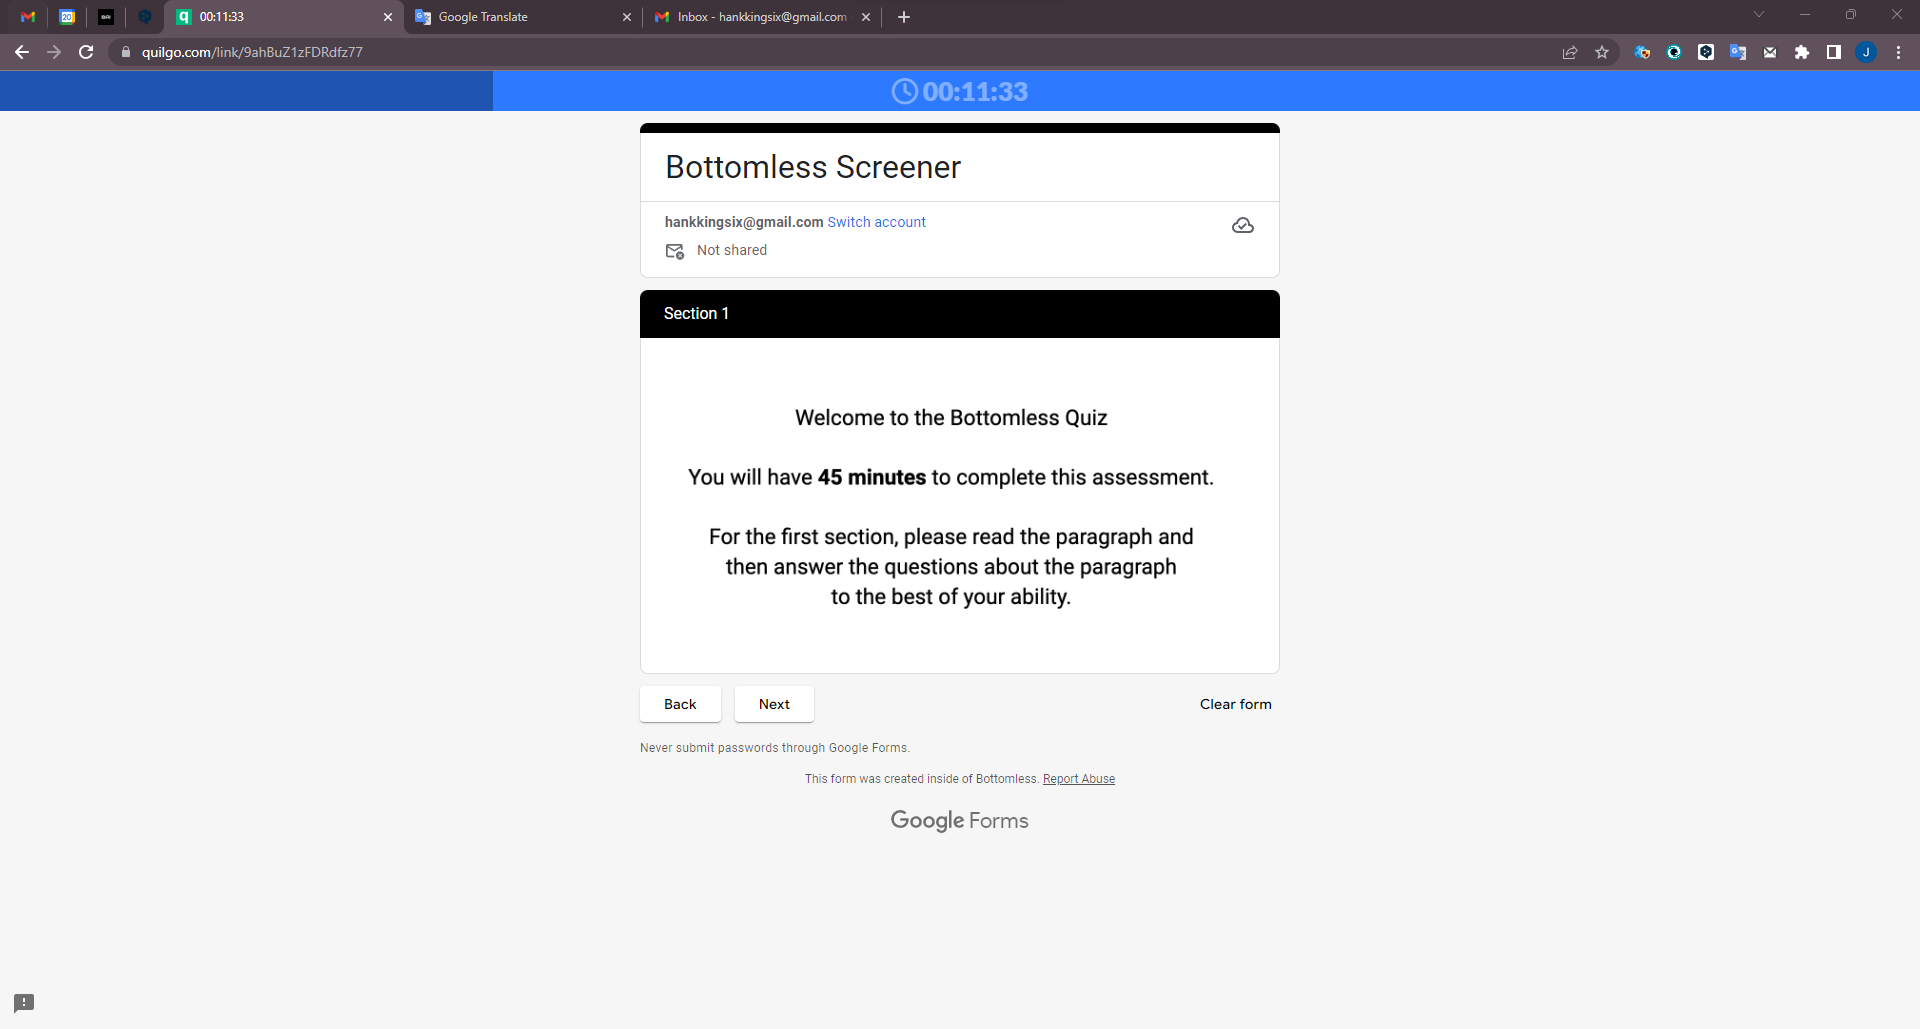 00:11:33
Google Translate
Inbox - hankkingsix@gmail.com
quilgo.com/link/9ahBuZ1zFDRdfz77
J
00:11:33
Bottomless Screener
hankkingsix@gmail.com Switch account
Not shared
Section 1
Welcome to the Bottomless Quiz
You will have 45 minutes to complete this assessment.
For the first section, please read the paragraph and
then answer the questions about the paragraph
to the best of your ability.
Back Next Clear form
Never submit passwords through Google Forms.
This form was created inside of Bottomless. Report Abuse
Google Forms